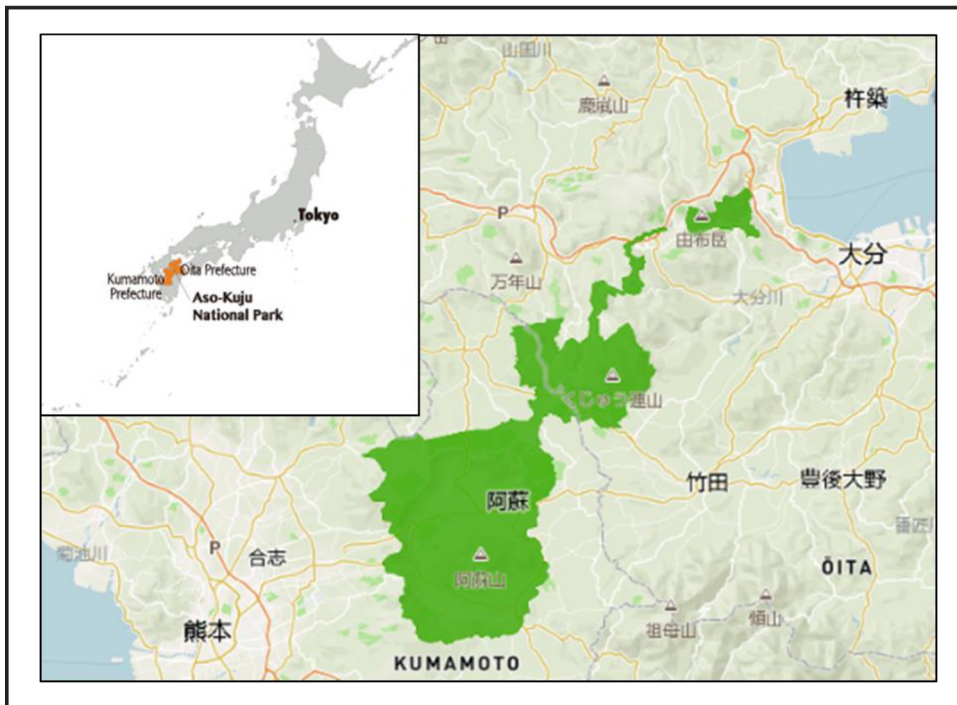 Tokyo
Oita Prefecture
Kumamoto
Prefecture
Aso-Kuju
National Park
山国川
鹿嵐山
杵築
P
由布岳
大分
万年山
大分川
くじゅう連山
竹田
豊後大野
阿蘇
P
合志
菊池川
阿蘇山
ŌITA
熊本
祖母山
傾山
KUMAMOTO